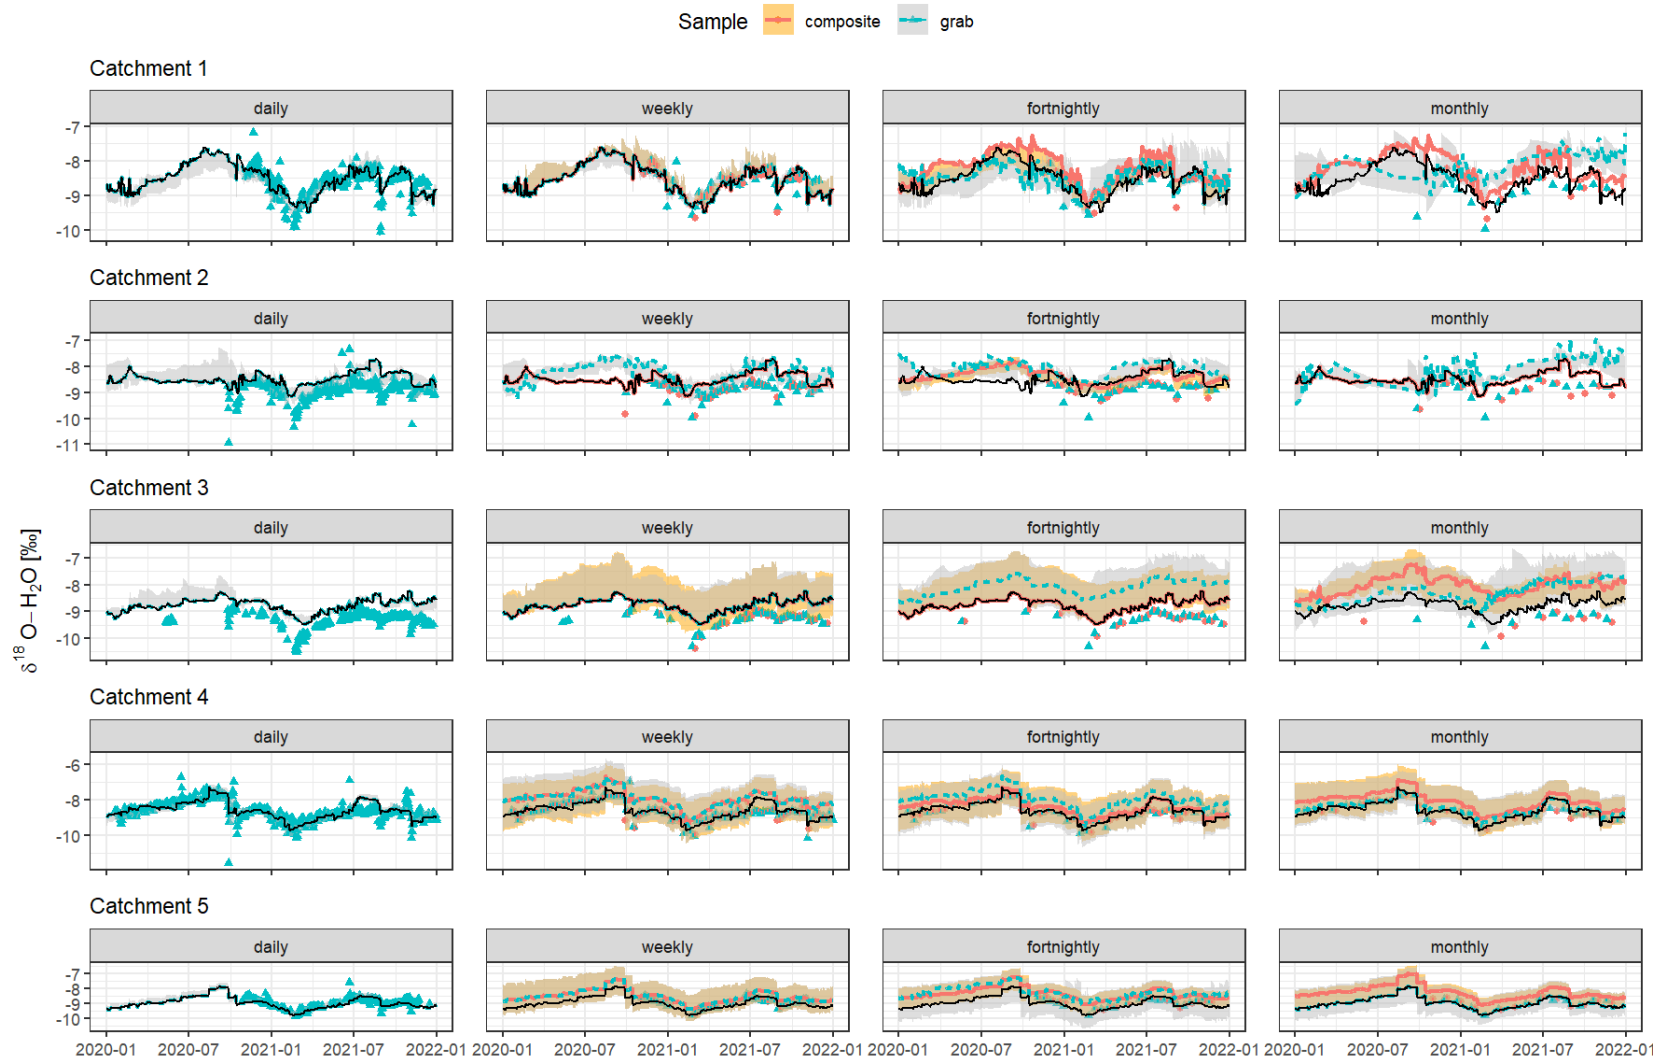 Sample composite grab
Catchment 1
daily weekly fortnightly monthly
-7
-8
-9
-10
Catchment 2
daily weekly fortnightly monthly
-7
-8
-9
-10
-11
Catchment 3
daily weekly fortnightly monthly
-7
-8
-9
-10
δ¹⁸O−H₂O [‰]
Catchment 4
daily weekly fortnightly monthly
-6
-8
-10
Catchment 5
daily weekly fortnightly monthly
-7
-8
-9
-10
2020-01 2020-07 2021-01 2021-07 2022-01 2020-01 2020-07 2021-01 2021-07 2022-01 2020-01 2020-07 2021-01 2021-07 2022-01 2020-01 2020-07 2021-01 2021-07 2022-01